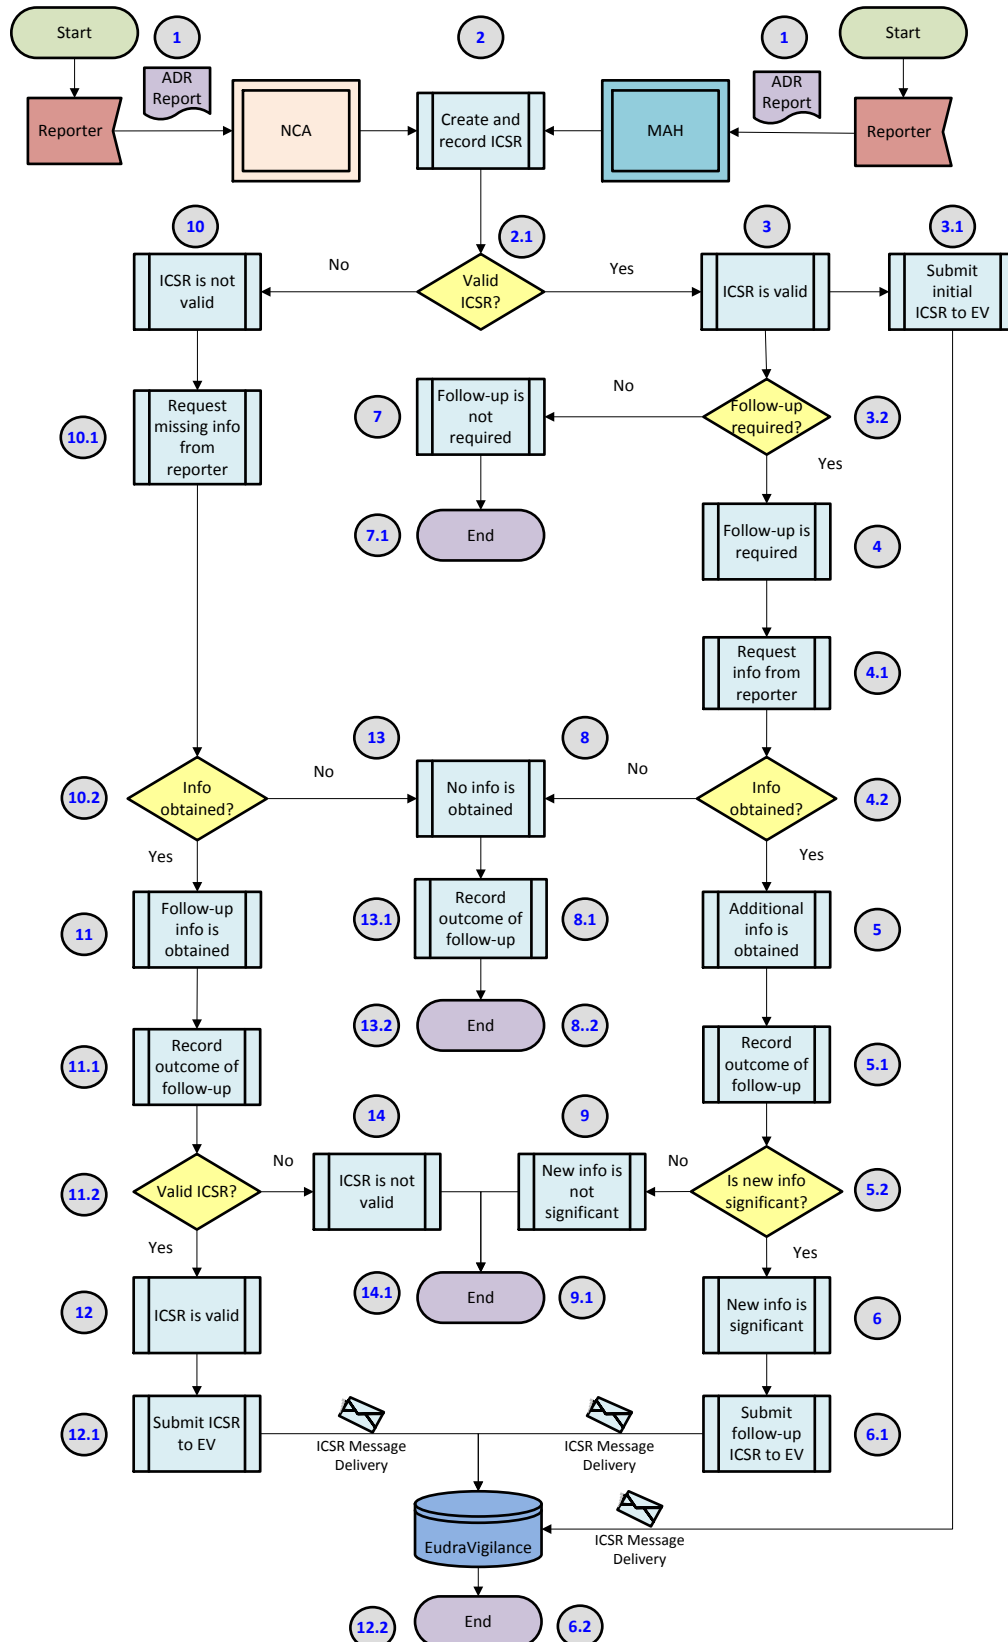 Start
1
2
1
Start
ADR
Report
ADR
Report
Reporter
NCA
Create and
record ICSR
MAH
Reporter
10
2.1
3
3.1
ICSR is not
valid
No
Valid
ICSR?
Yes
ICSR is valid
Submit
initial
ICSR to EV
10.1
Request
missing info
from
reporter
7
Follow-up is
not
required
No
Follow-up
required?
3.2
Yes
7.1
End
Follow-up is
required
4
Request
info from
reporter
4.1
13
8
10.2
Info
obtained?
No
No info is
obtained
No
Info
obtained?
4.2
Yes
Yes
11
Follow-up
info is
obtained
13.1
Record
outcome of
follow-up
8.1
Additional
info is
obtained
5
13.2
End
8..2
11.1
Record
outcome of
follow-up
Record
outcome of
follow-up
5.1
14
9
11.2
Valid ICSR?
No
ICSR is not
valid
New info is
not
significant
No
Is new info
significant?
5.2
Yes
Yes
14.1
End
9.1
12
ICSR is valid
New info is
significant
6
12.1
Submit ICSR
to EV
ICSR Message
Delivery
ICSR Message
Delivery
Submit
follow-up
ICSR to EV
6.1
EudraVigilance
ICSR Message
Delivery
12.2
End
6.2